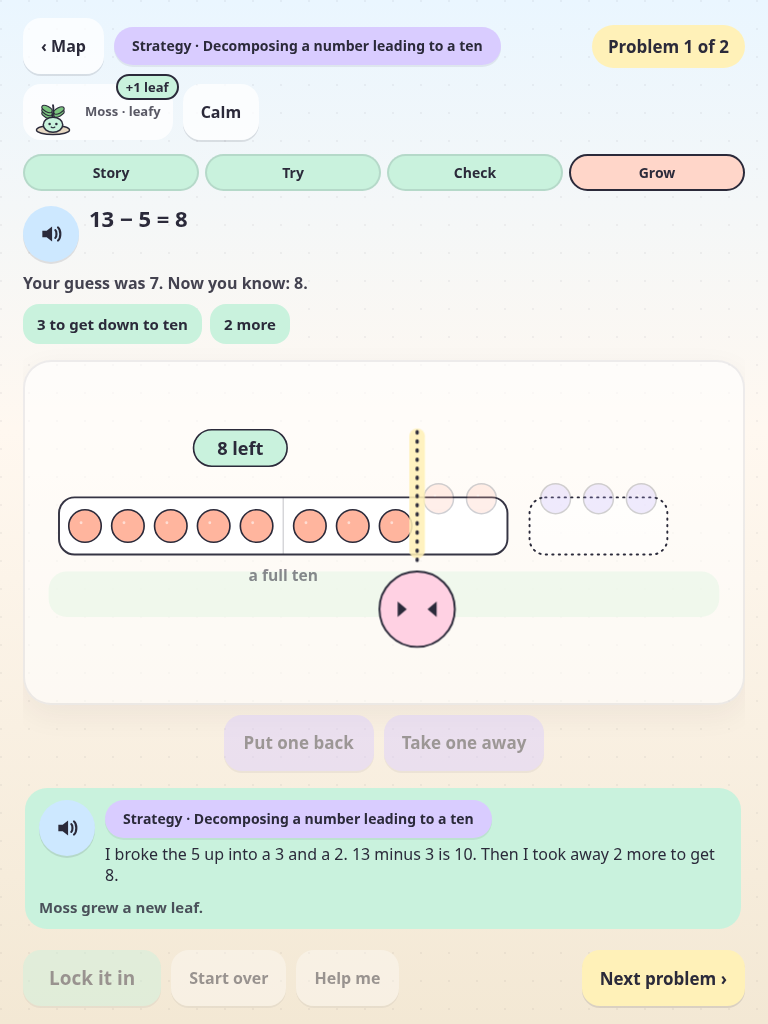 ‹ Map
Strategy · Decomposing a number leading to a ten
Problem 1 of 2
+1 leaf
Moss · leafy
Calm
Story
Try
Check
Grow
13 − 5 = 8
Your guess was 7. Now you know: 8.
3 to get down to ten
2 more
8 left
a full ten
Put one back
Take one away
Strategy · Decomposing a number leading to a ten
I broke the 5 up into a 3 and a 2. 13 minus 3 is 10. Then I took away 2 more to get
8.
Moss grew a new leaf.
Lock it in
Start over
Help me
Next problem ›